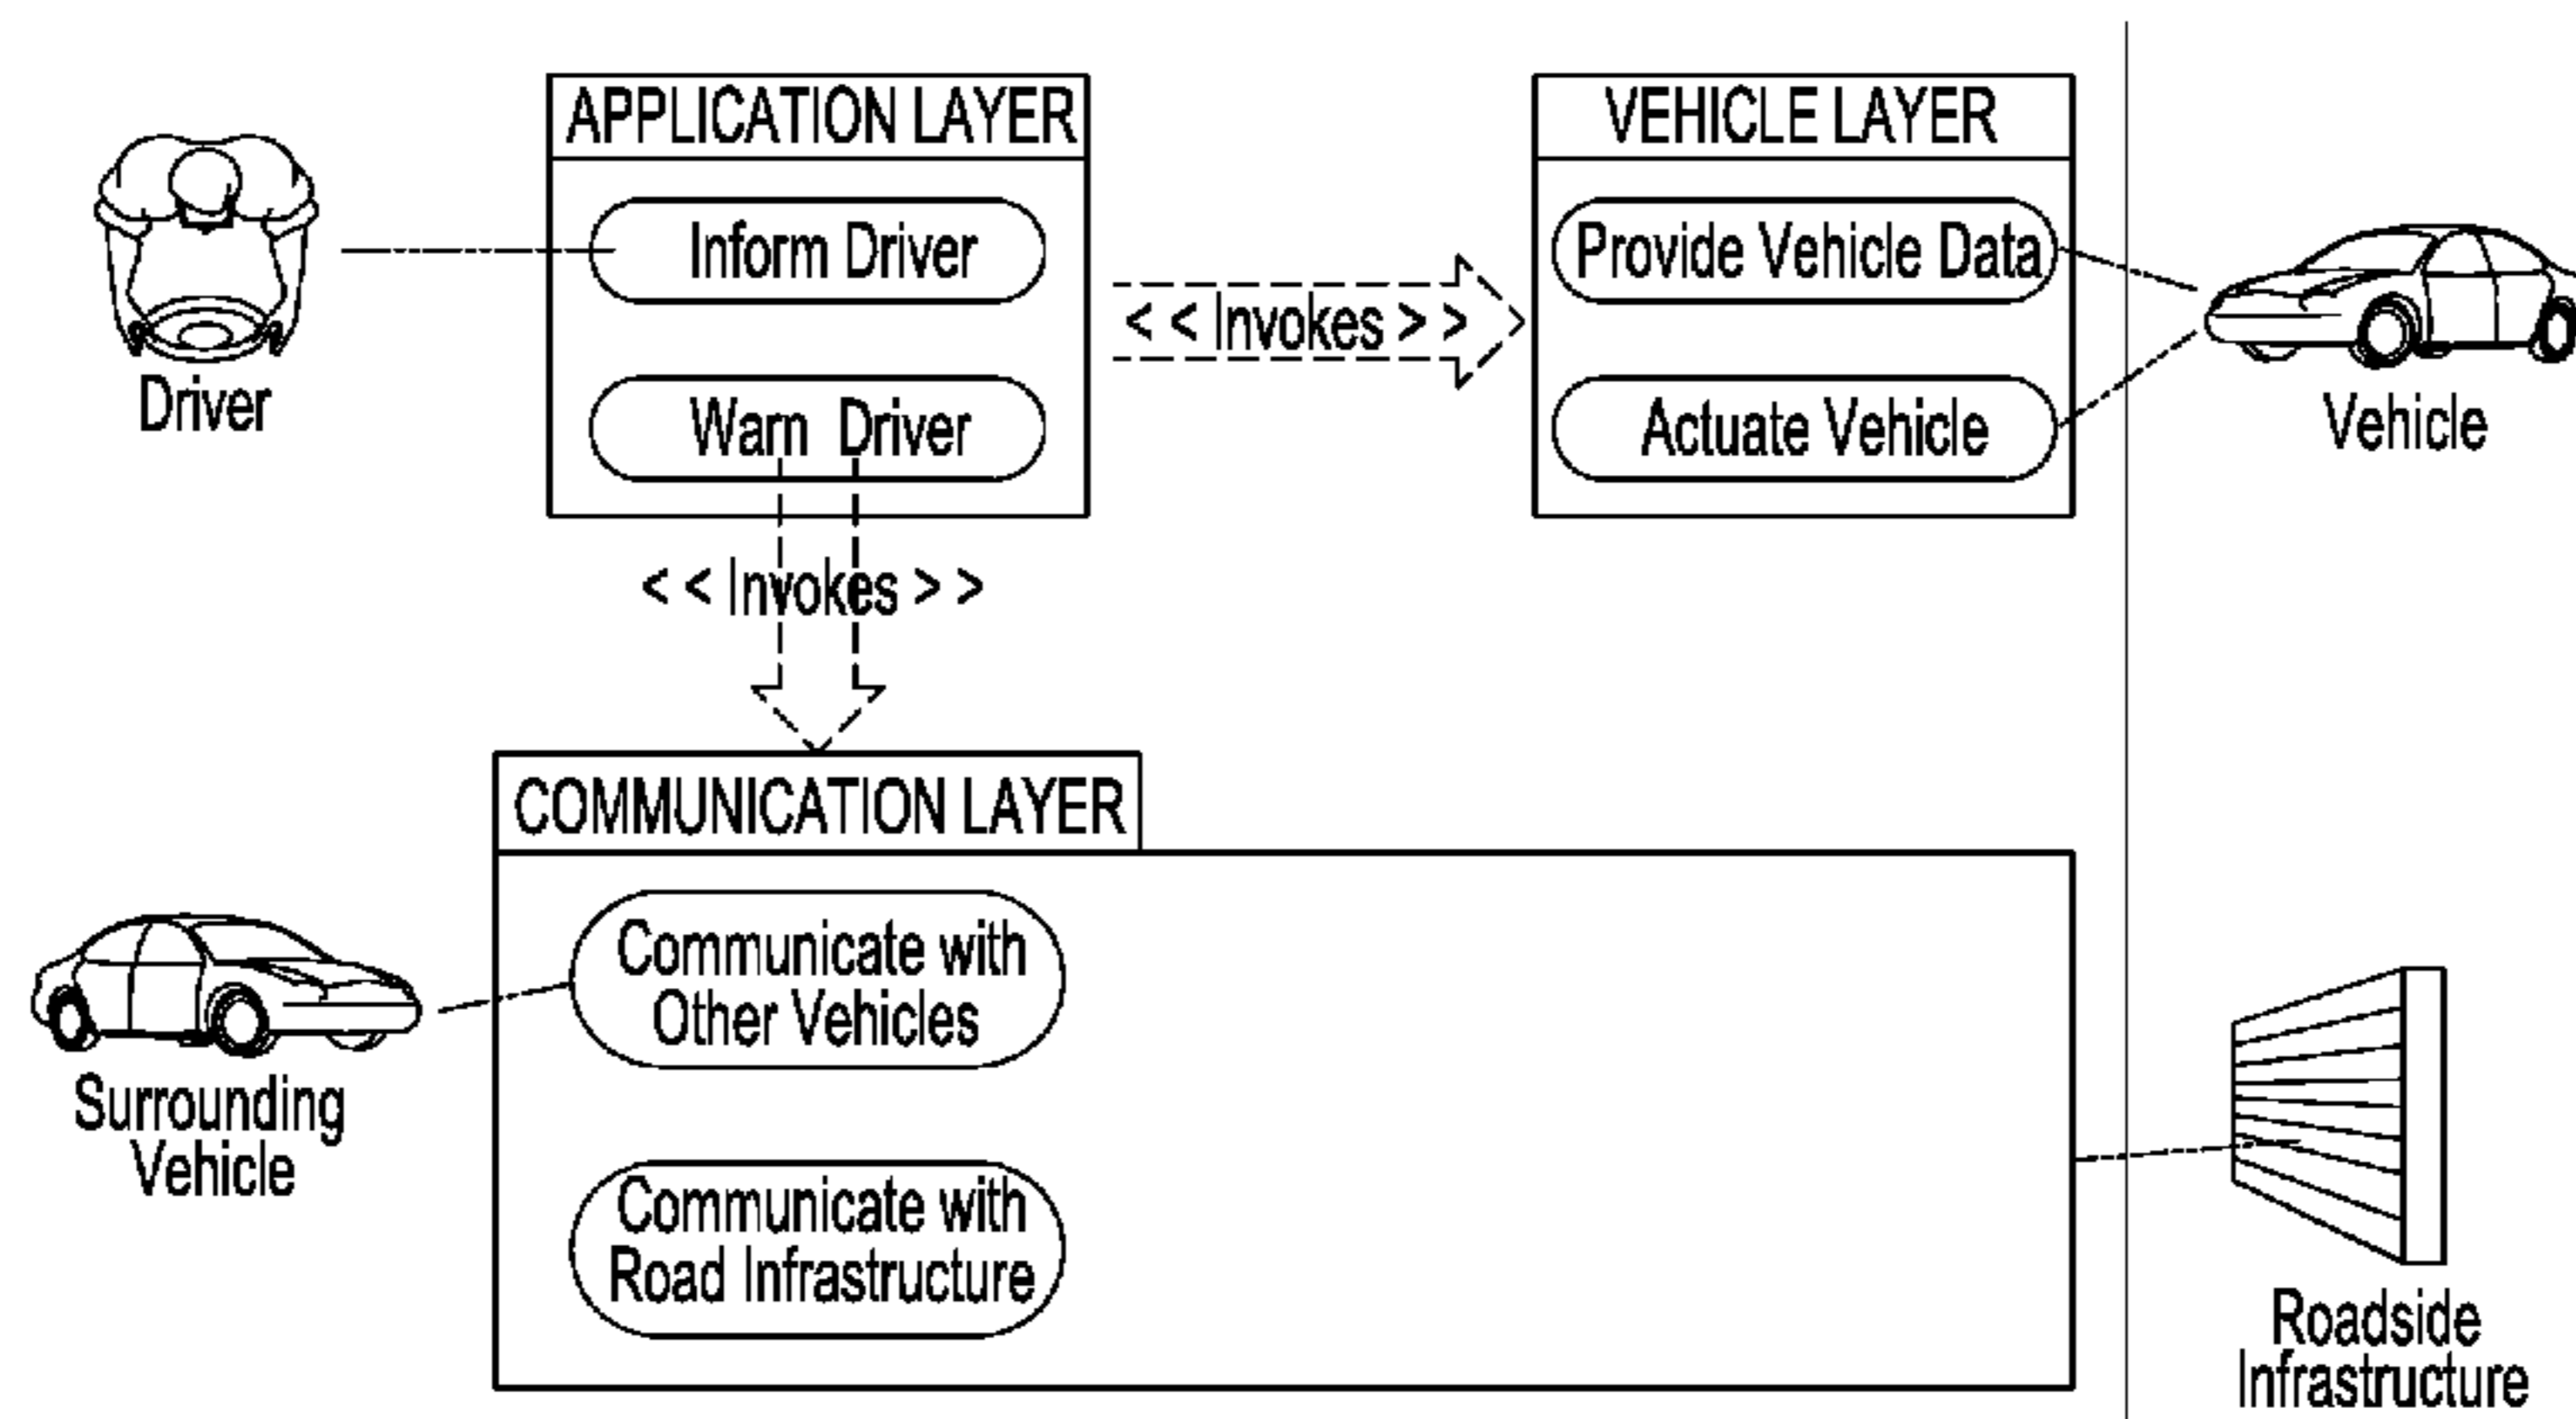 APPLICATION LAYER
VEHICLE LAYER
Inform Driver
Provide Vehicle Data
< < Invokes > >
Driver
Warn Driver
Actuate Vehicle
Vehicle
< < Invokes > >
COMMUNICATION LAYER
Communicate with
Other Vehicles
Surrounding
Vehicle
Communicate with
Road Infrastructure
Roadside
Infrastructure